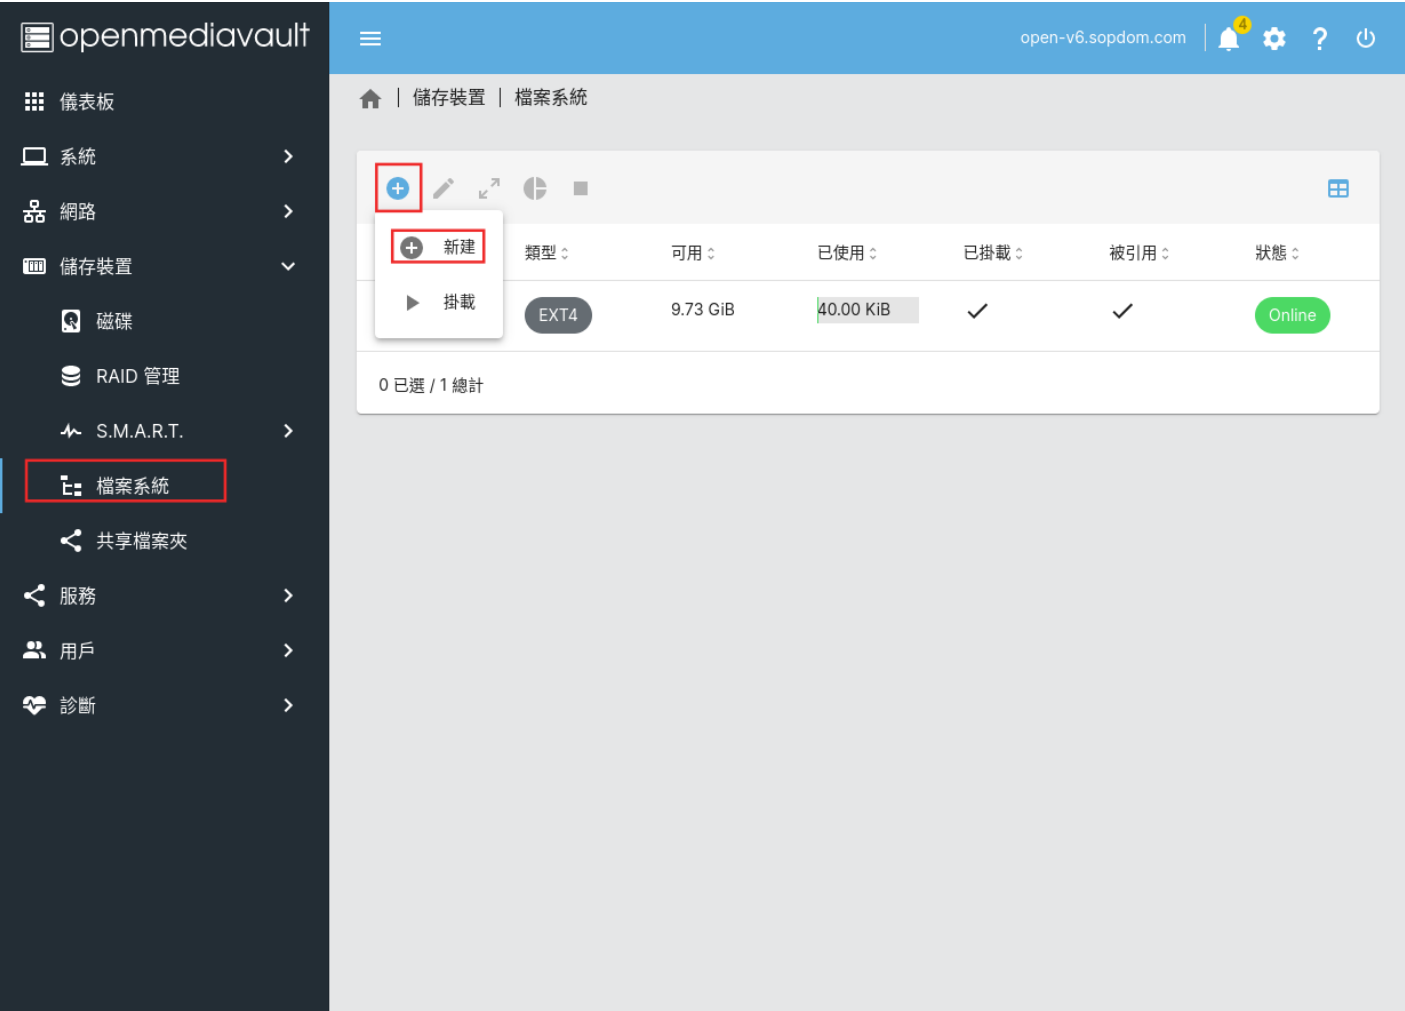 openmediavault
open-v6.sopdom.com
4
儀表板
系統
網路
儲存裝置
磁碟
RAID 管理
S.M.A.R.T.
檔案系統
共享檔案夾
服務
用戶
診斷
儲存裝置 | 檔案系統
新建
掛載
類型 可用 已使用 已掛載 被引用 狀態
EXT4 9.73 GiB 40.00 KiB Online
0 已選 / 1 總計